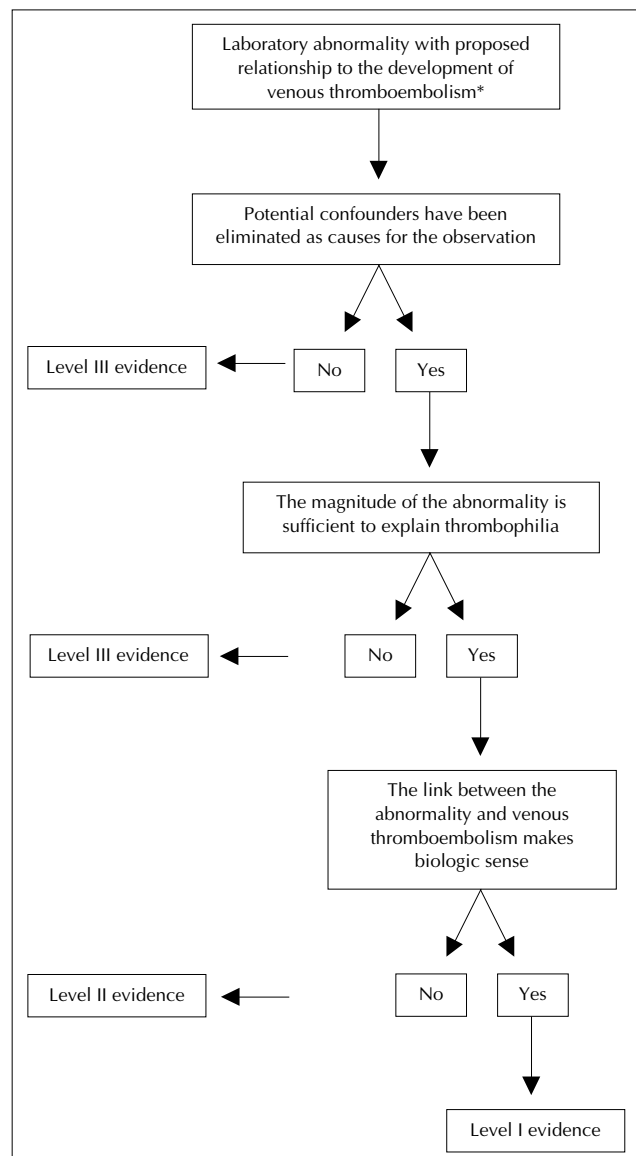 Laboratory abnormality with proposed
relationship to the development of
venous thromboembolism*
Potential confounders have been
eliminated as causes for the observation
Level III evidence
No
Yes
The magnitude of the abnormality is
sufficient to explain thrombophilia
Level III evidence
No
Yes
The link between the
abnormality and venous
thromboembolism makes
biologic sense
Level II evidence
No
Yes
Level I evidence